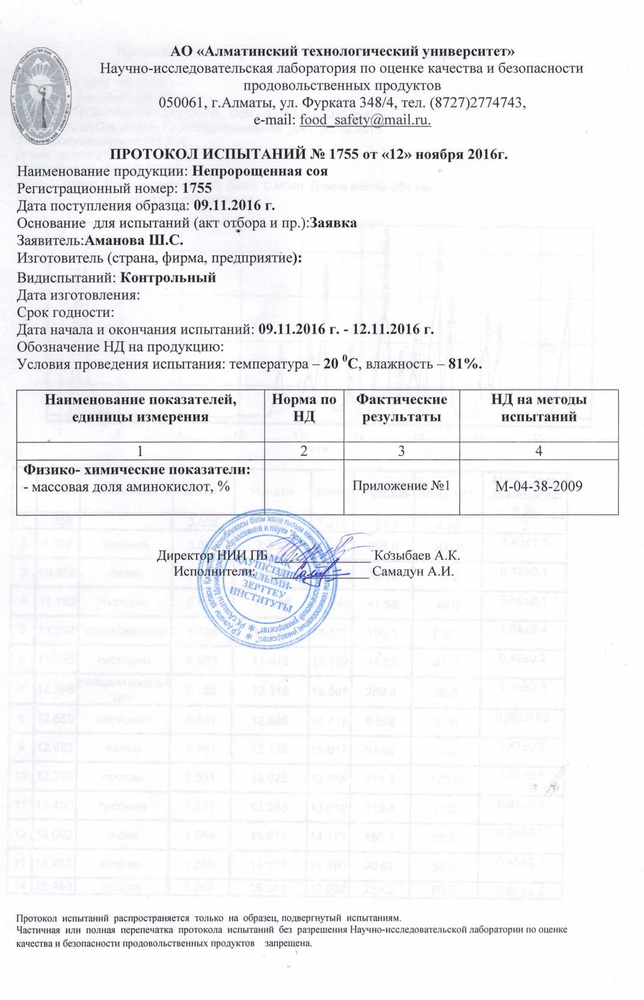 АО «Алматинский технологический университет»
Научно-исследовательская лаборатория по оценке качества и безопасности
продовольственных продуктов
050061, г.Алматы, ул. Фурката 348/4, тел. (8727)2774743,
e-mail: food_safety@mail.ru.
ПРОТОКОЛ ИСПЫТАНИЙ № 1755 от «12» ноября 2016г.
Наименование продукции: Непророщенная соя
Регистрационный номер: 1755
Дата поступления образца: 09.11.2016 г.
Основание для испытаний (акт отбора и пр.):Заявка
Заявитель:Аманова Ш.С.
Изготовитель (страна, фирма, предприятие):
Видиспытаний: Контрольный
Дата изготовления:
Срок годности:
Дата начала и окончания испытаний: 09.11.2016 г. - 12.11.2016 г.
Обозначение НД на продукцию:
Условия проведения испытания: температура – 20 ⁰С, влажность – 81%.
Наименование показателей, Норма по Фактические НД на методы
единицы измерения НД результаты испытаний
1 2 3 4
Физико- химические показатели:
- массовая доля аминокислот, % Приложение №1 М-04-38-2009
Директор НИИ ПБ Козыбаев А.К.
Исполнители: Самадун А.И.
ҚАУІПСІЗДІГІ
ҒЫЛЫМИ-
ЗЕРТТЕУ
ИНСТИТУТЫ
Протокол испытаний распространяется только на образец, подвергнутый испытаниям.
Частичная или полная перепечатка протокола испытаний без разрешения Научно-исследовательской лаборатории по оценке
качества и безопасности продовольственных продуктов запрещена.